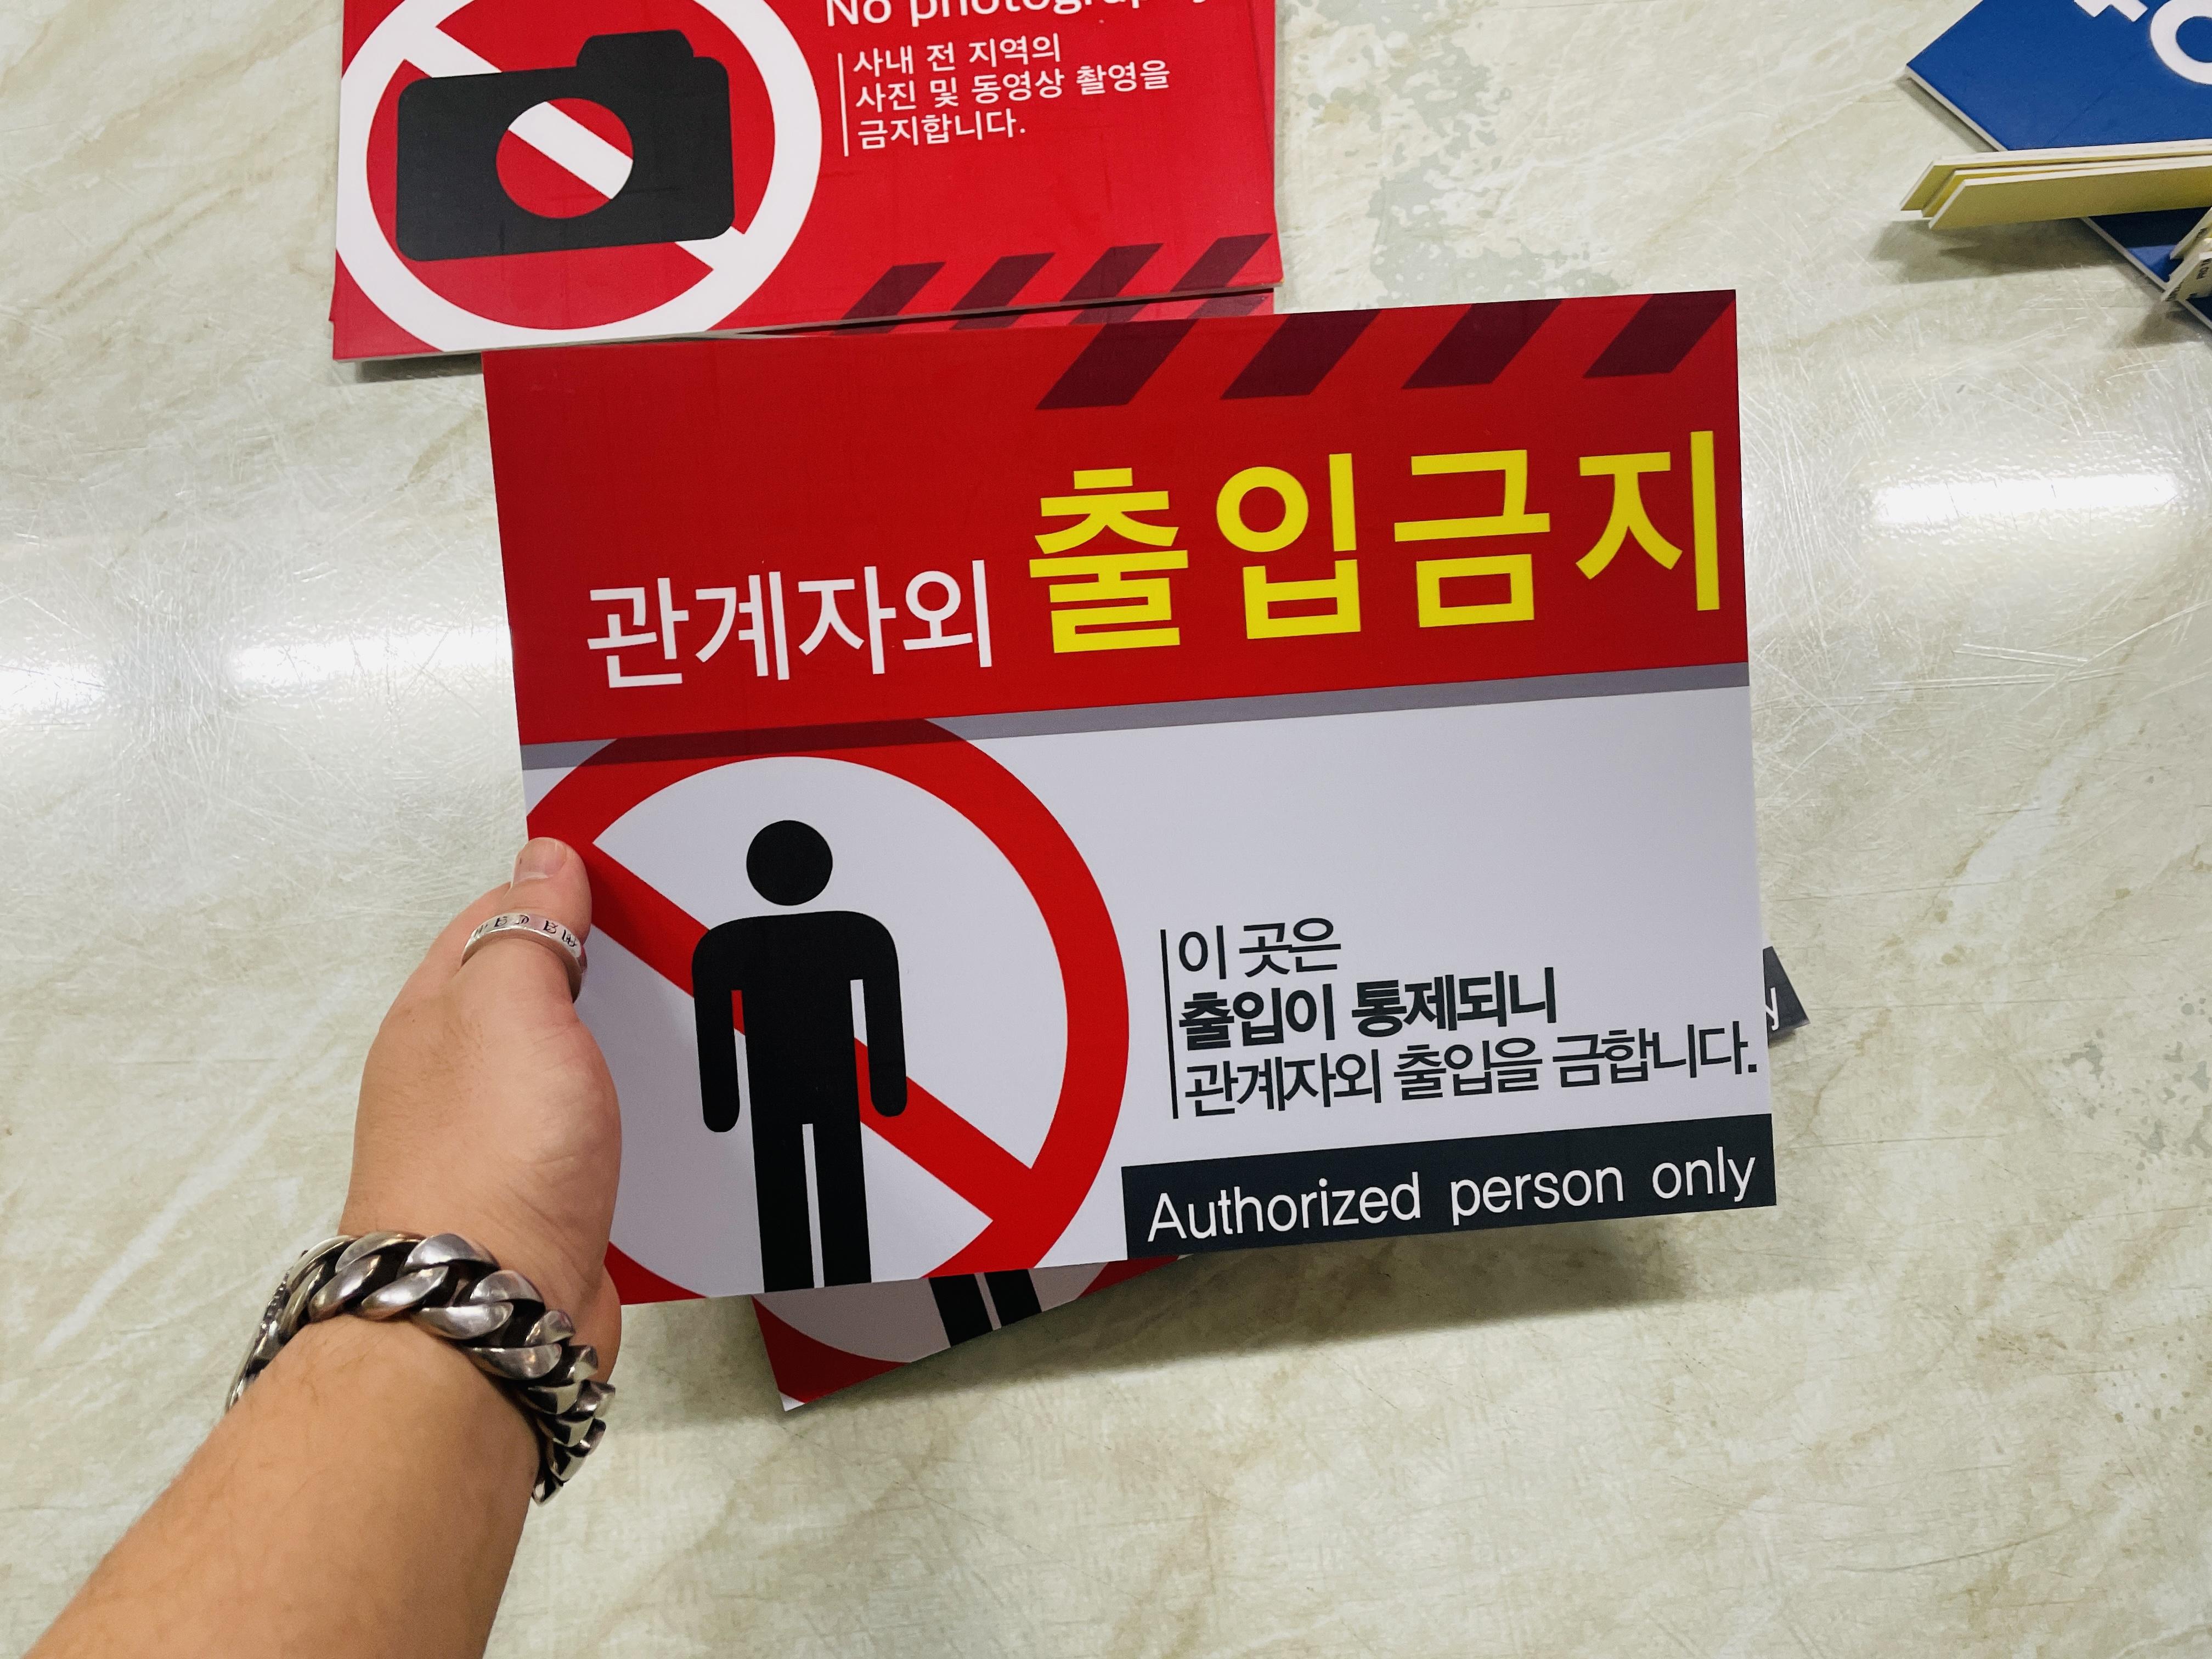 No photography
사내 전 지역의
사진 및 동영상 촬영을
금지합니다.
관계자외 출입금지
이 곳은
출입이 통제되니
관계자외 출입을 금합니다.
Authorized person only